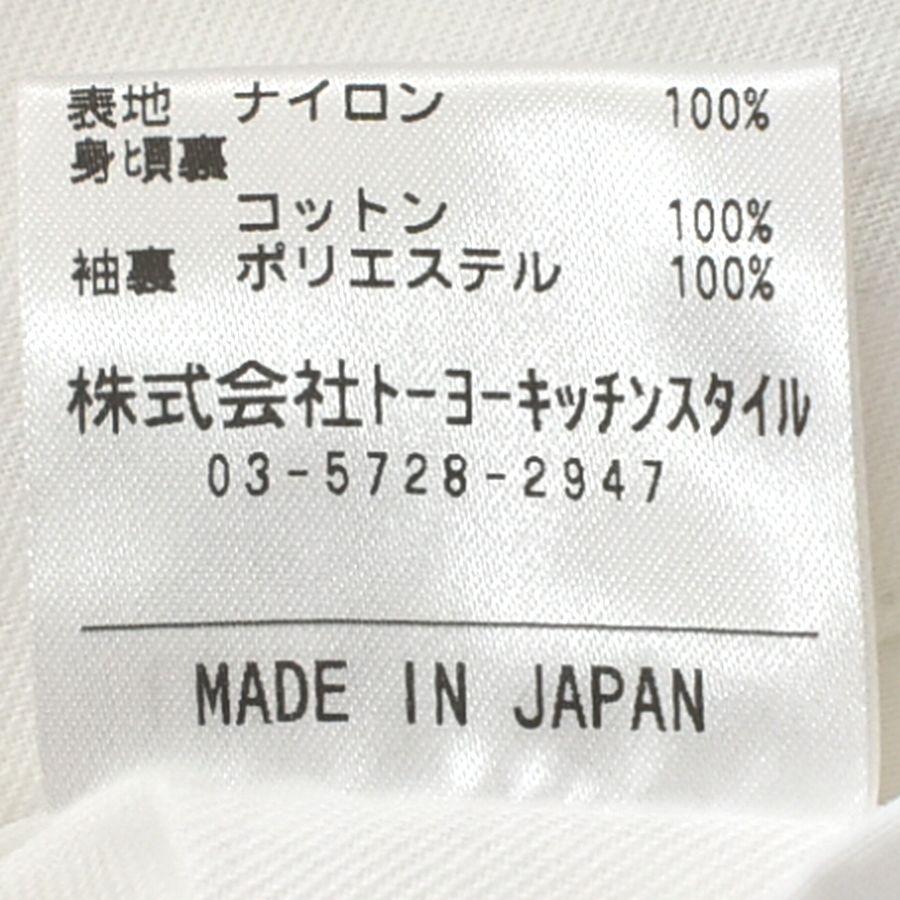 表地 ナイロン 100%
身頃裏
コットン 100%
袖裏 ポリエステル 100%
株式会社トーヨーキッチンスタイル
03-5728-2947
MADE IN JAPAN